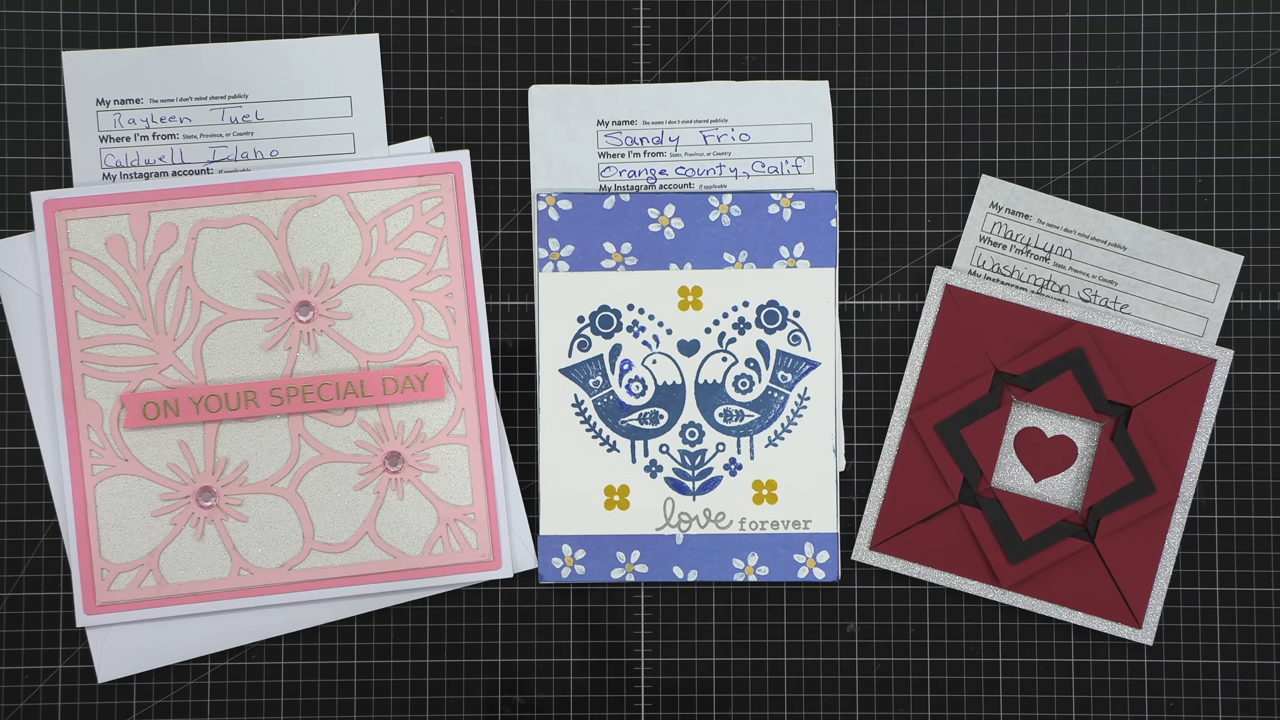 My name: The name I don't mind shared publicly
Rayleen Tuel
Where I'm from: State, Province, or Country
Caldwell Idaho
My Instagram account: If applicable
ON YOUR SPECIAL DAY
My name: The name I don't mind shared publicly
Sandy Frio
Where I'm from: State, Province, or Country
Orange county, Calif
My Instagram account: If applicable
love forever
My name: The name I don't mind shared publicly
MaryLynn
Where I'm from: State, Province, or Country
Washington State
My Instagram account: